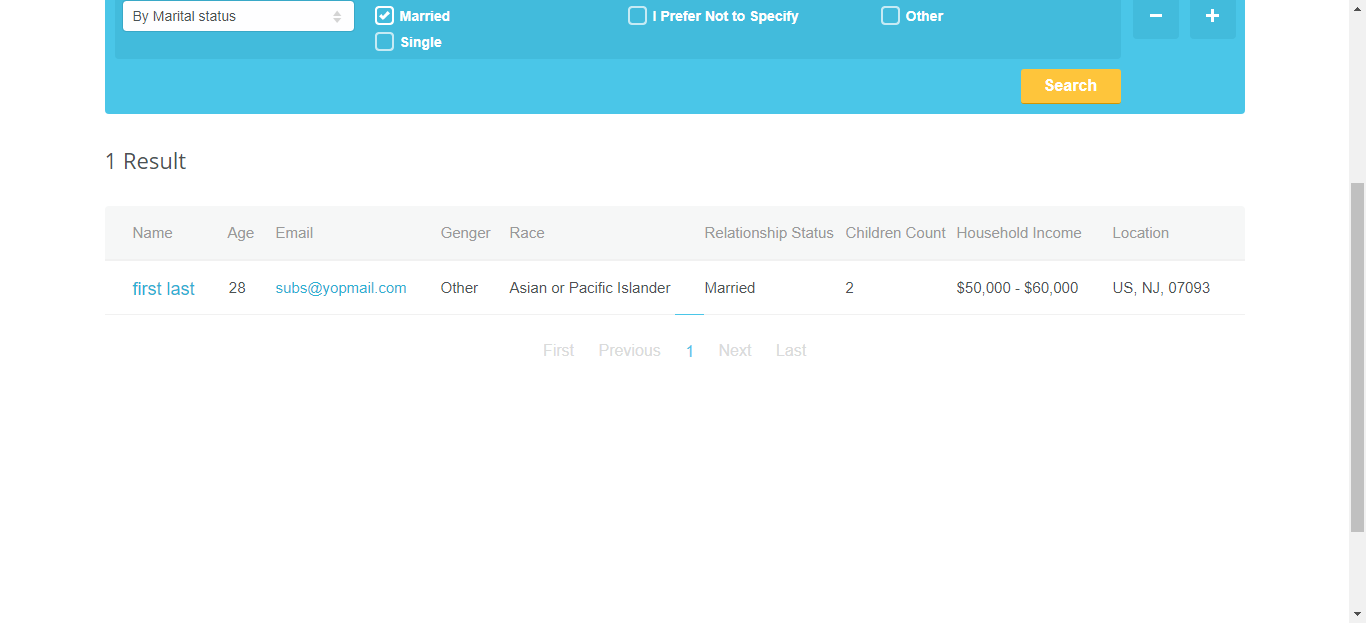 By Marital status Married I Prefer Not to Specify Other − +
Single
Search
1 Result
Name Age Email Genger Race Relationship Status Children Count Household Income Location
first last 28 subs@yopmail.com Other Asian or Pacific Islander Married 2 $50,000 - $60,000 US, NJ, 07093
First Previous 1 Next Last